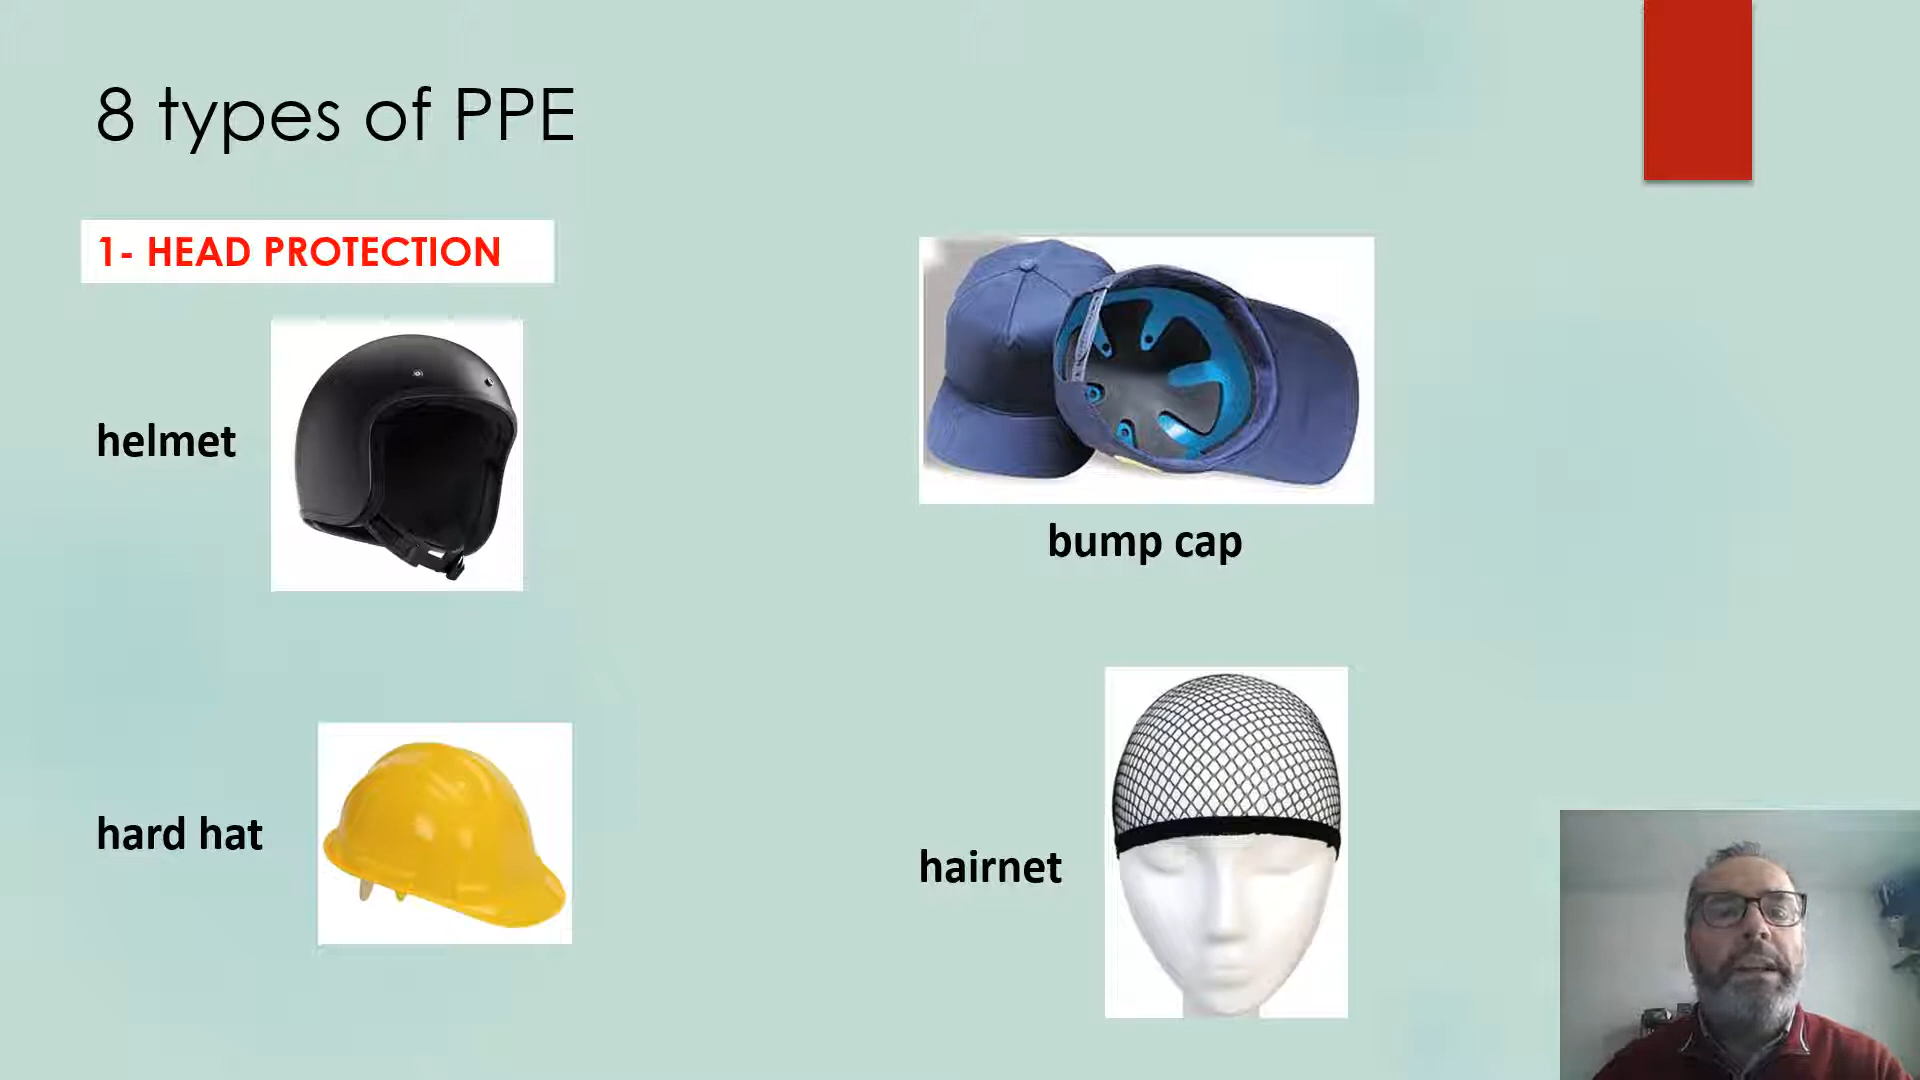 8 types of PPE
1- HEAD PROTECTION
helmet
bump cap
hard hat
hairnet